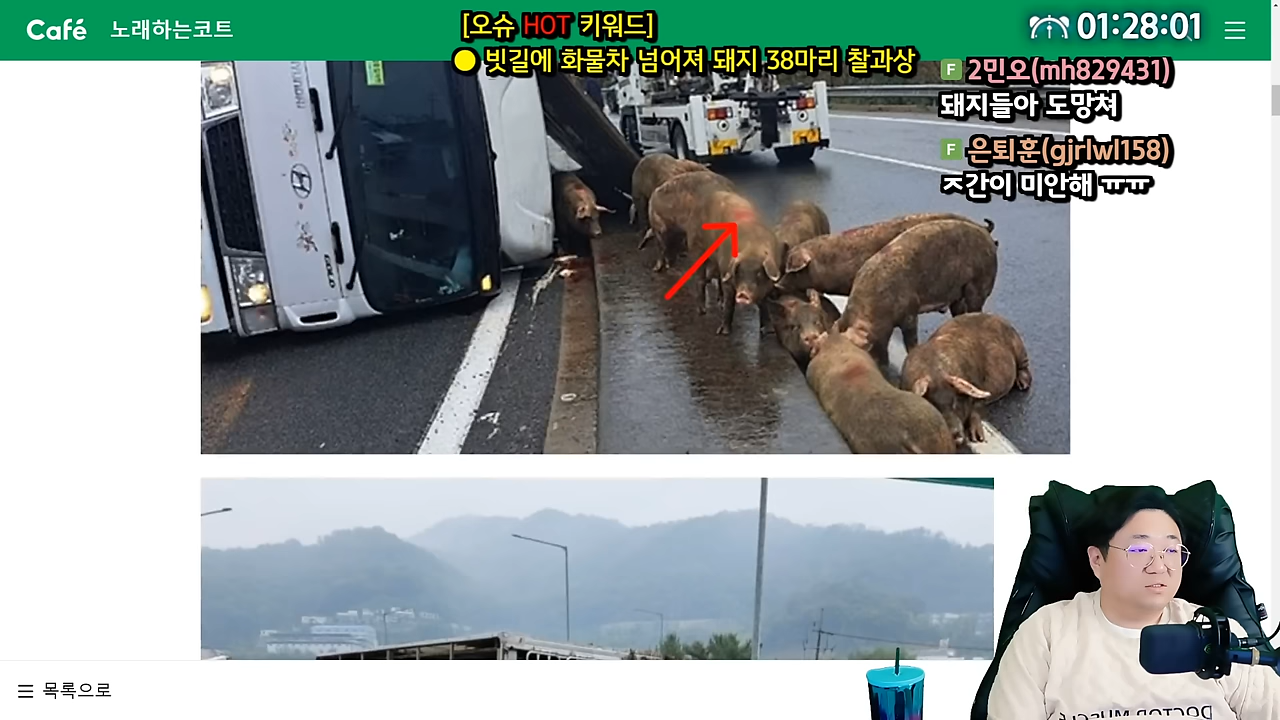 Café 노래하는코트
[오슈 HOT 키워드]
● 빗길에 화물차 넘어져 돼지 38마리 찰과상
01:28:01
F 2민오(mh829431)
돼지들아 도망쳐
F 은퇴훈(gjrlwl158)
ㅈ간이 미안해 ㅠㅠ
목록으로